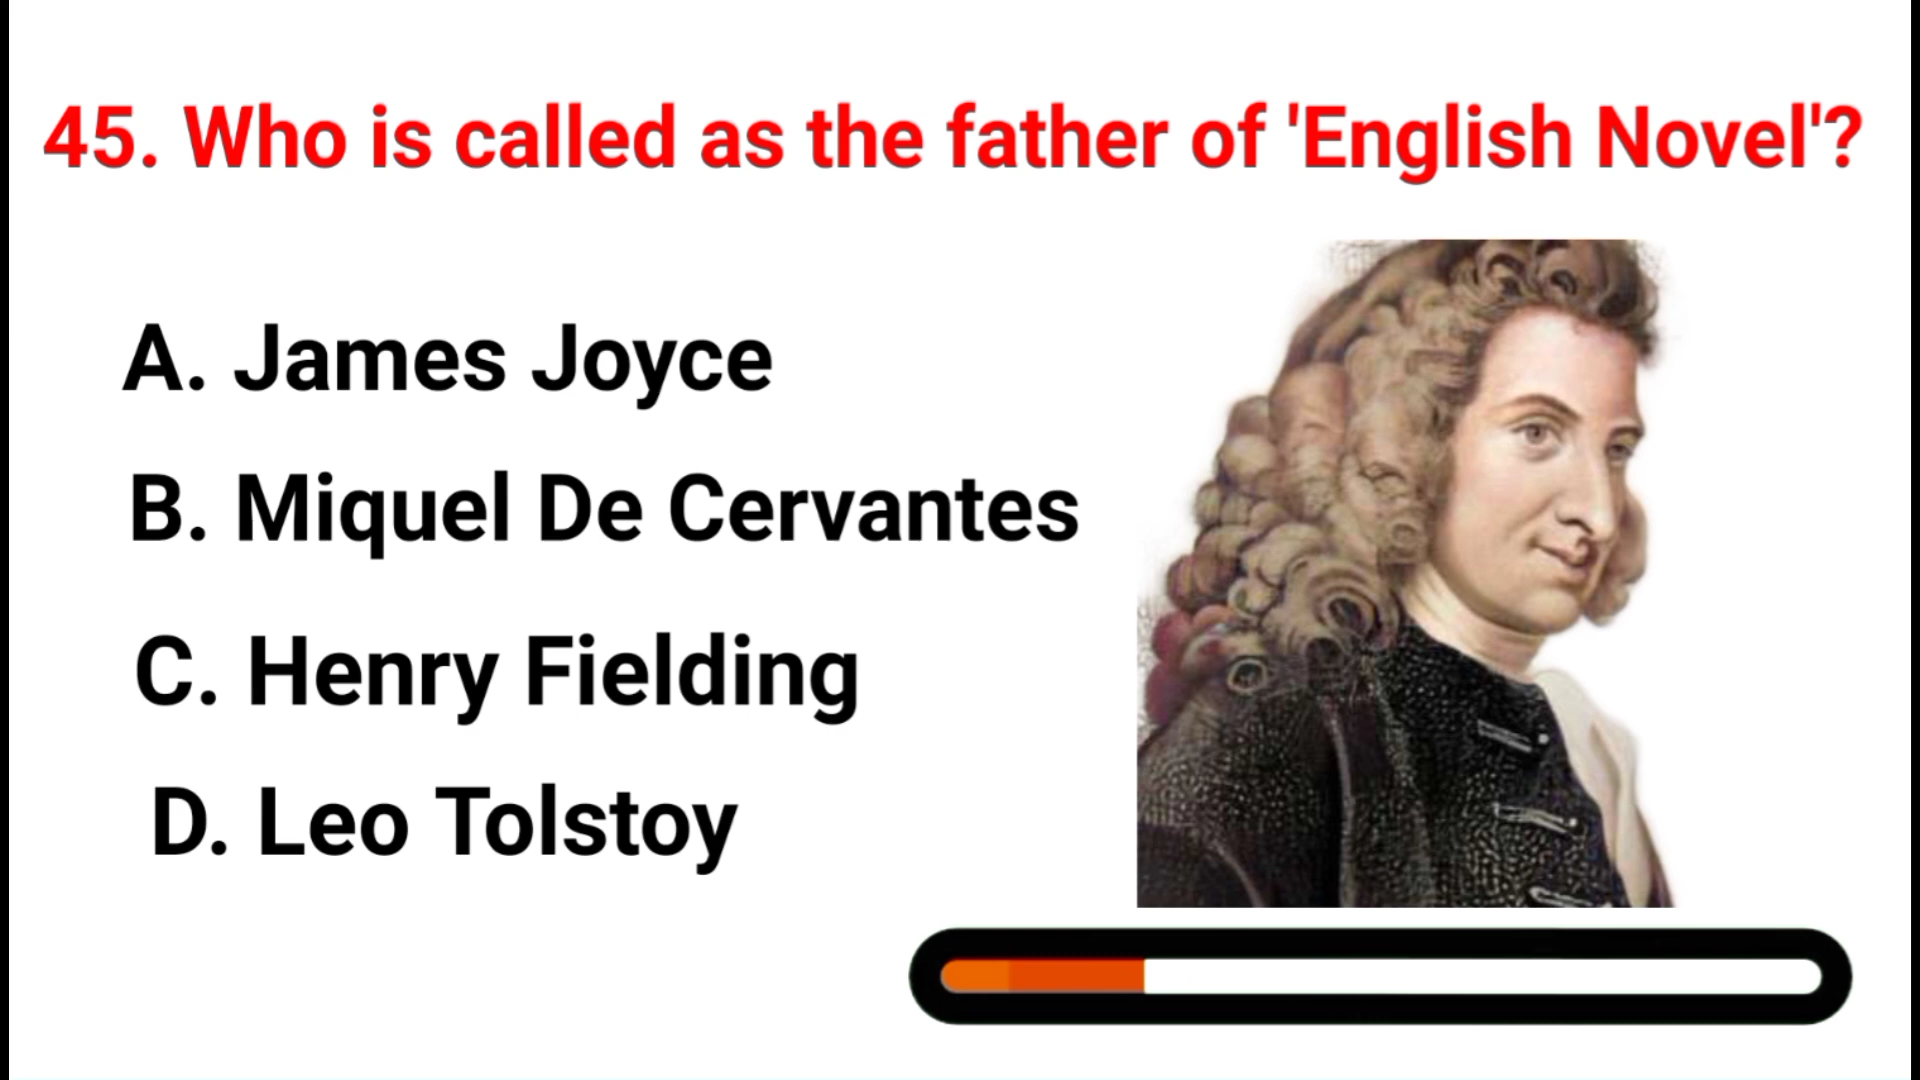 45. Who is called as the father of 'English Novel'?
A. James Joyce
B. Miquel De Cervantes
C. Henry Fielding
D. Leo Tolstoy